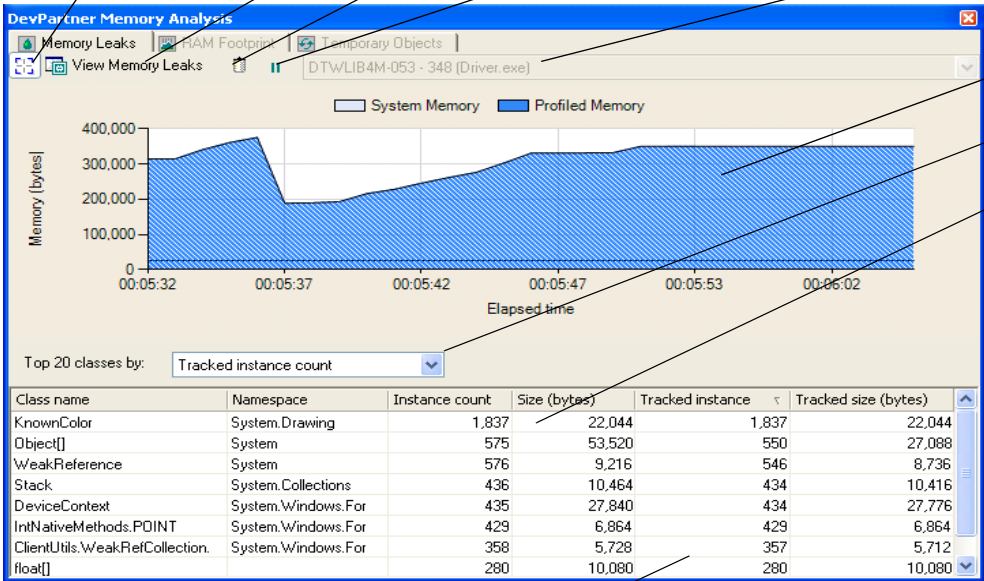 DevPartner Memory Analysis
Memory Leaks RAM Footprint Temporary Objects
View Memory Leaks DTWLIB4M-053 - 348 (Driver.exe)
System Memory Profiled Memory
Memory (bytes)
400,000
300,000
200,000
100,000
0
00:05:32 00:05:37 00:05:42 00:05:47 00:05:53 00:06:02
Elapsed time
Top 20 classes by: Tracked instance count
Class name Namespace Instance count Size (bytes) Tracked instance Tracked size (bytes)
KnownColor System.Drawing 1,837 22,044 1,837 22,044
Object[] System 575 53,520 550 27,088
WeakReference System 576 9,216 546 8,736
Stack System.Collections 436 10,464 434 10,416
DeviceContext System.Windows.For 435 27,840 434 27,776
IntNativeMethods.POINT System.Windows.For 429 6,864 429 6,864
ClientUtils.WeakRefCollection. System.Windows.For 358 5,728 357 5,712
float[] 280 10,080 280 10,080